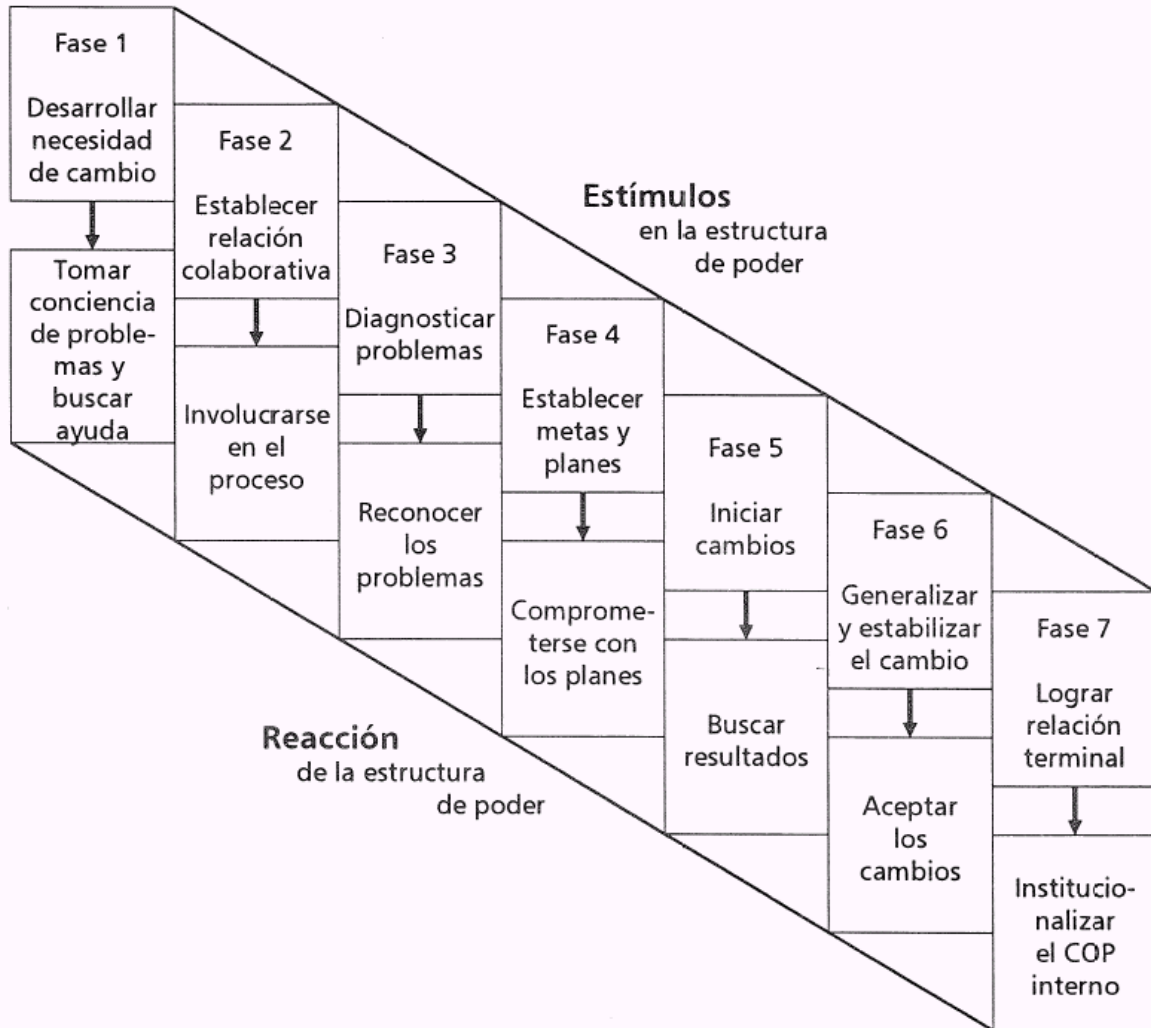 Fase 1
Desarrollar
necesidad
de cambio
Tomar
conciencia
de proble-
mas y
buscar
ayuda
Fase 2
Establecer
relación
colaborativa
Involucrarse
en el
proceso
Fase 3
Diagnosticar
problemas
Reconocer
los
problemas
Estímulos
en la estructura
de poder
Fase 4
Establecer
metas y
planes
Comprome-
terse con
los planes
Fase 5
Iniciar
cambios
Buscar
resultados
Fase 6
Generalizar
y estabilizar
el cambio
Aceptar
los
cambios
Fase 7
Lograr
relación
terminal
Institucio-
nalizar
el COP
interno
Reacción
de la estructura
de poder